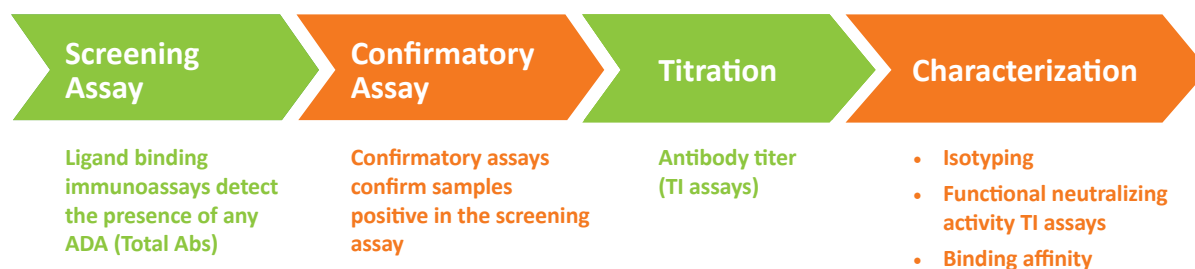 Screening
Assay
Confirmatory
Assay
Titration
Characterization
Ligand binding
immunoassays detect
the presence of any
ADA (Total Abs)
Confirmatory assays
confirm samples
positive in the screening
assay
Antibody titer
(TI assays)
• Isotyping
• Functional neutralizing
activity TI assays
• Binding affinity